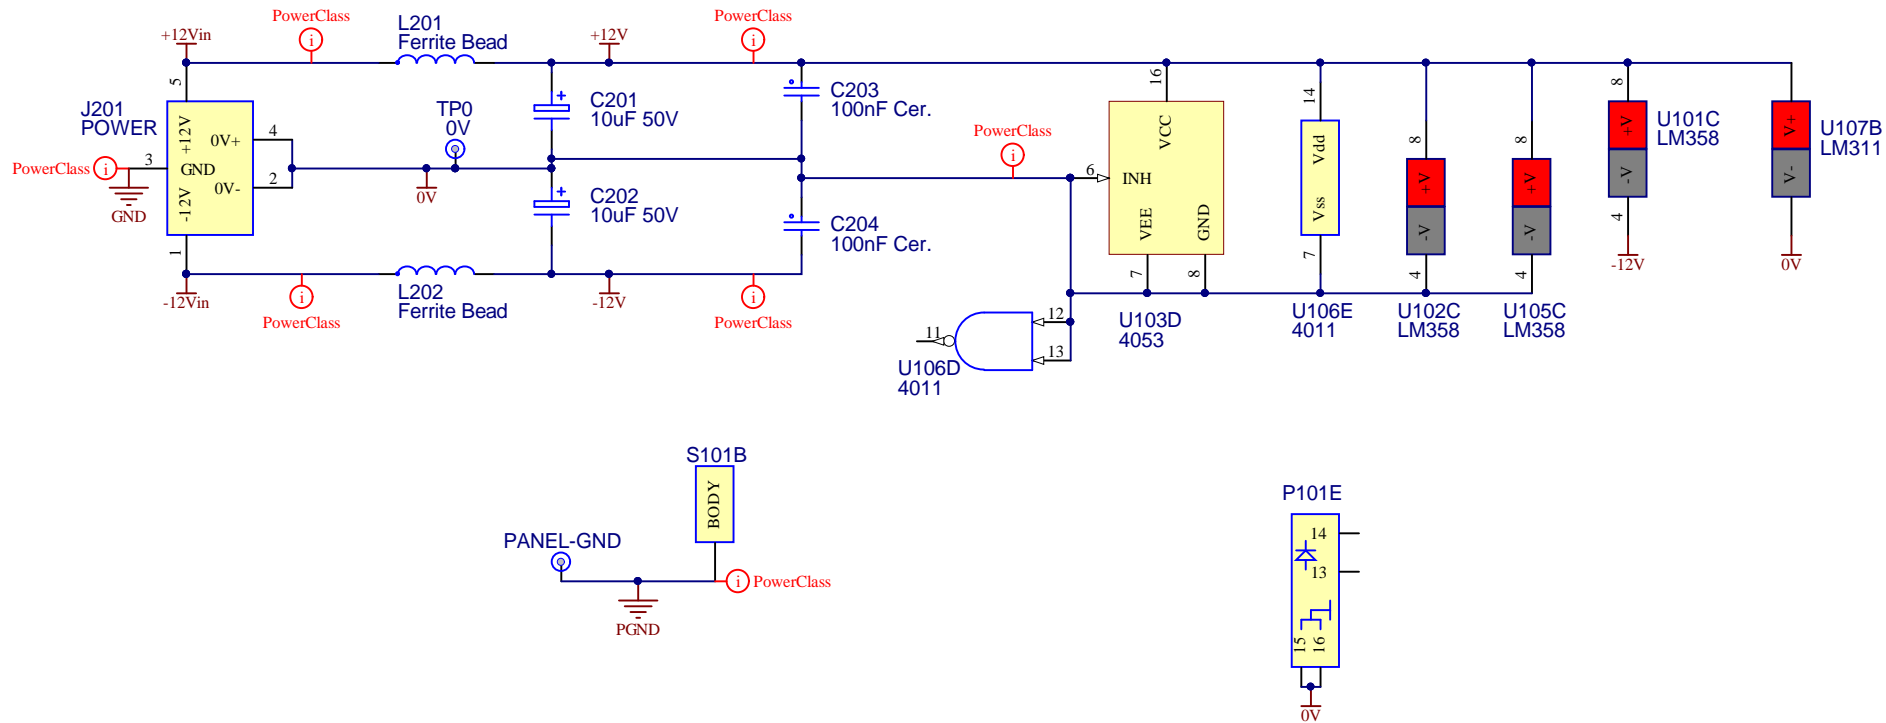 PowerClass
i
+12Vin
L201
Ferrite Bead
+12V
PowerClass
i
5
J201
POWER
+12V
GND
-12V
0V+
0V-
4
2
3
1
PowerClass
i
GND
TP0
0V
0V
C201
10uF 50V
C202
10uF 50V
C203
100nF Cer.
C204
100nF Cer.
PowerClass
i
-12Vin
i
PowerClass
L202
Ferrite Bead
-12V
i
PowerClass
16
VCC
6
INH
VEE
GND
7
8
U103D
4053
12
13
11
U106D
4011
14
Vdd
Vss
7
U106E
4011
8
+V
-V
4
U102C
LM358
8
+V
-V
4
U105C
LM358
8
+V
-V
4
-12V
U101C
LM358
V+
V-
0V
U107B
LM311
S101B
BODY
PANEL-GND
i
PowerClass
PGND
P101E
14
13
15
16
0V